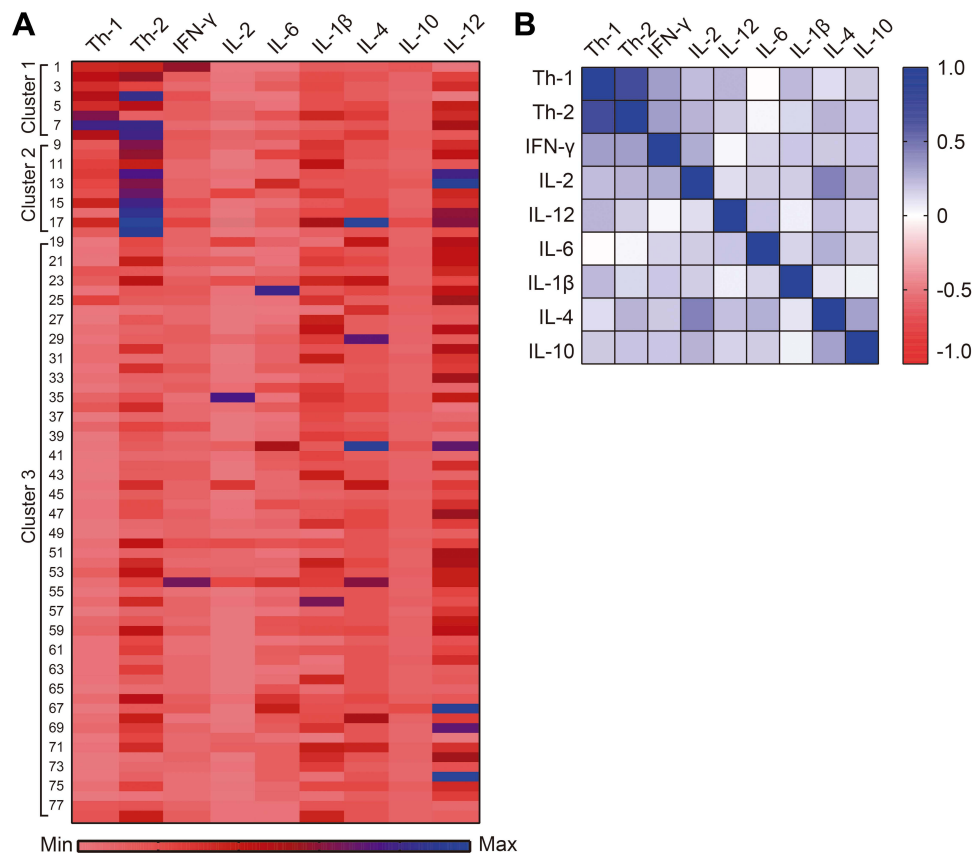 A
Th-1 Th-2 IFN-γ IL-2 IL-6 IL-1β IL-4 IL-10 IL-12
Cluster 1
Cluster 2
Cluster 3
1
3
5
7
9
11
13
15
17
19
21
23
25
27
29
31
33
35
37
39
41
43
45
47
49
51
53
55
57
59
61
63
65
67
69
71
73
75
77
Min Max
B
Th-1 Th-2 IFN-γ IL-2 IL-12 IL-6 IL-1β IL-4 IL-10
Th-1
Th-2
IFN-γ
IL-2
IL-12
IL-6
IL-1β
IL-4
IL-10
1.0
0.5
0
-0.5
-1.0